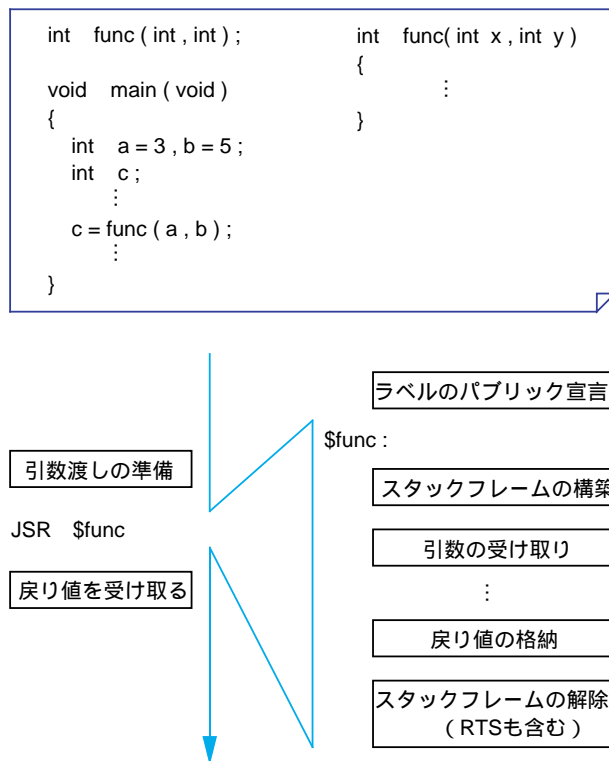 int func ( int , int ) ;
void main ( void )
{
int a = 3 , b = 5 ;
int c ;
⋮
c = func ( a , b ) ;
⋮
}
int func( int x , int y )
{
⋮
}
引数渡しの準備
JSR $func
戻り値を受け取る
ラベルのパブリック宣言
$func :
スタックフレームの構築
引数の受け取り
⋮
戻り値の格納
スタックフレームの解除
( RTSも含む )